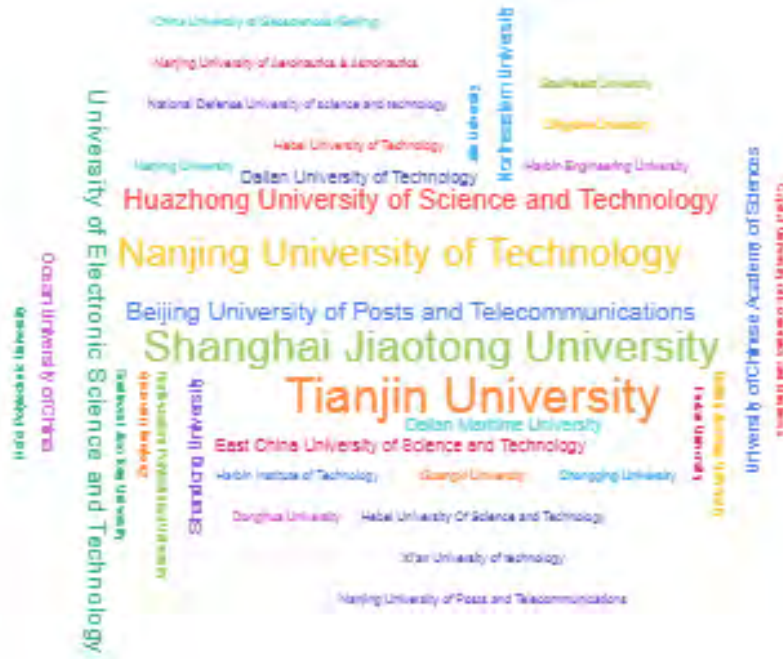 China University of Geosciences (Beijing)
Nanjing University of Aeronautics & Astronautics
National Defense University of science and technology
Hebei University of Technology
Nanjing University
Dalian University of Technology
Northeastern University
Southeast University
Harbin Engineering University
Huazhong University of Science and Technology
Nanjing University of Technology
Beijing University of Posts and Telecommunications
Shanghai Jiaotong University
Tianjin University
Dalian Maritime University
East China University of Science and Technology
Harbin Institute of Technology
Guangxi University
Chongqing University
Donghua University
Hebei University Of Science and Technology
Xi'an University of technology
Nanjing University of Posts and Telecommunications
Ocean University of China
University of Electronic Science and Technology
Southwest Jiao Tong University
Shandong University
University of Chinese Academy of Sciences